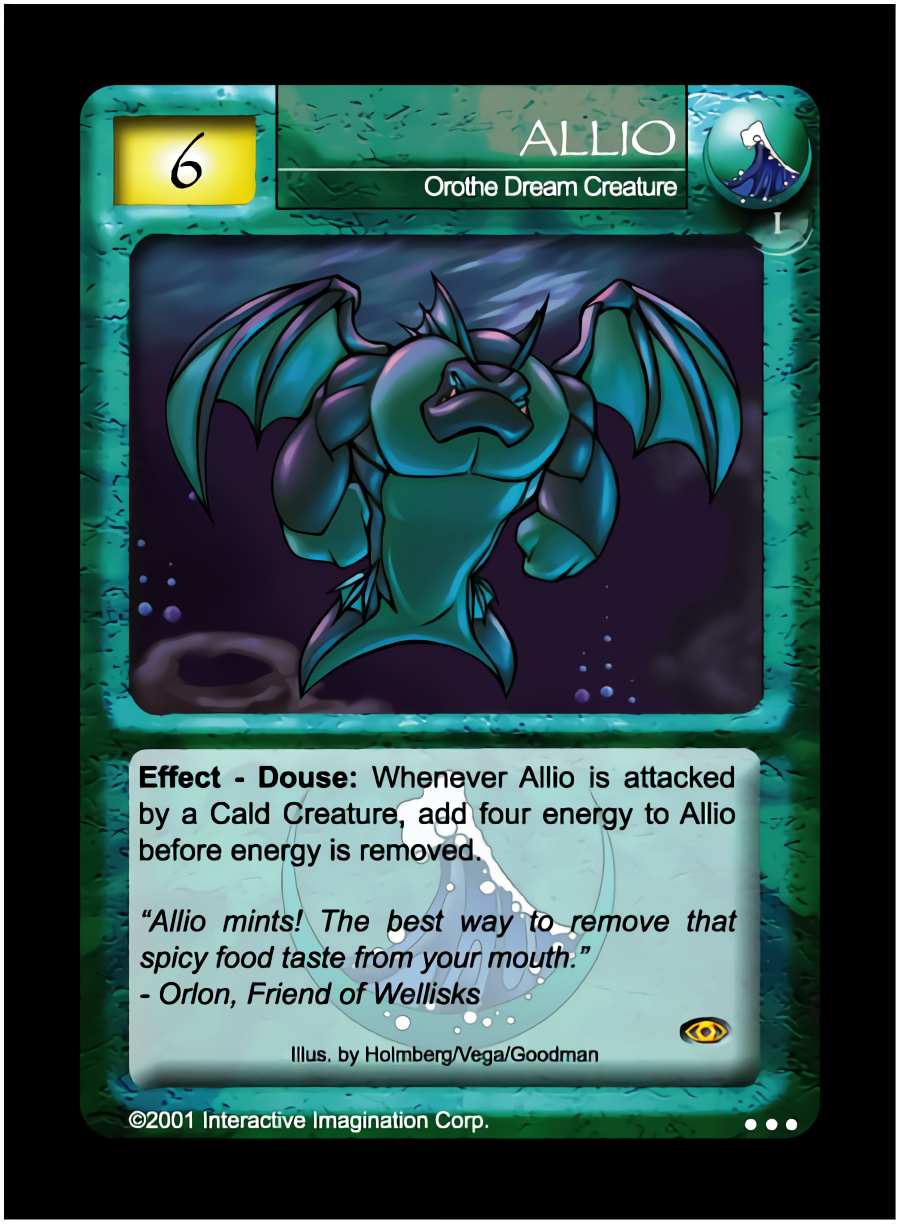 6
ALLIO
Orothe Dream Creature
I
Effect - Douse: Whenever Allio is attacked
by a Cald Creature, add four energy to Allio
before energy is removed.
“Allio mints! The best way to remove that
spicy food taste from your mouth.”
- Orlon, Friend of Wellisks
Illus. by Holmberg/Vega/Goodman
©2001 Interactive Imagination Corp.